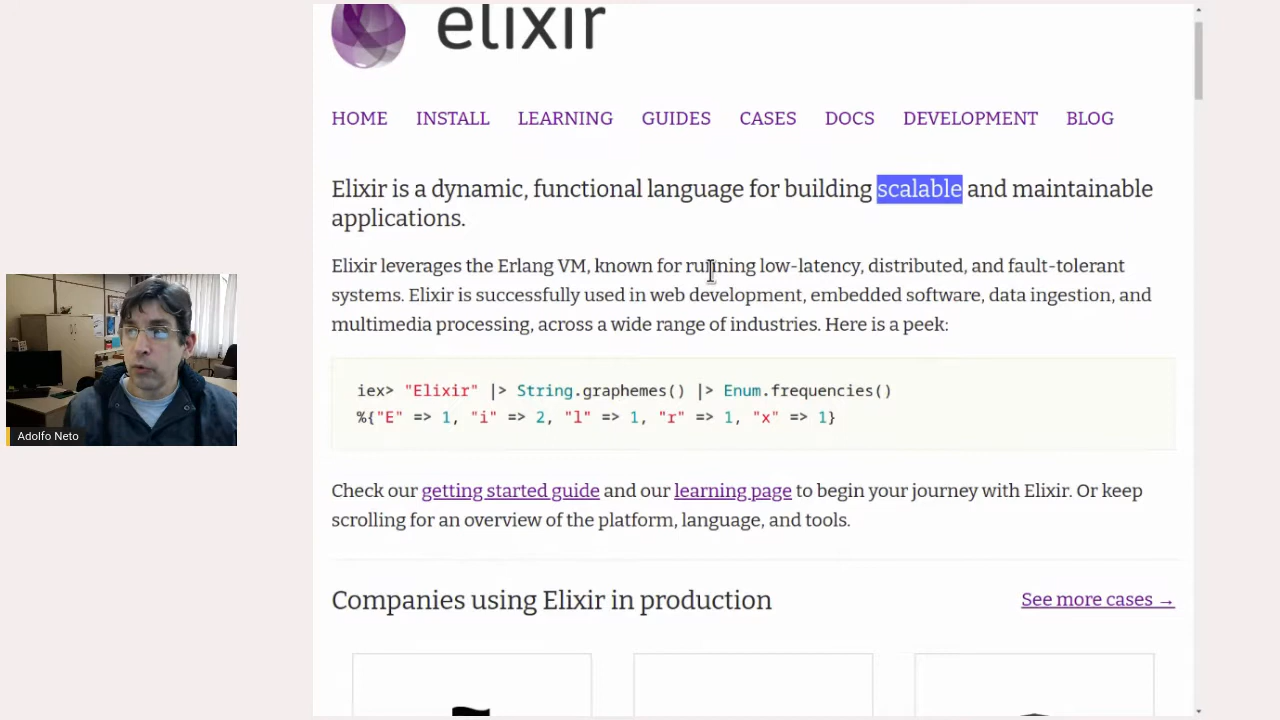 elixir
HOME INSTALL LEARNING GUIDES CASES DOCS DEVELOPMENT BLOG
Elixir is a dynamic, functional language for building scalable and maintainable
applications.
Elixir leverages the Erlang VM, known for running low-latency, distributed, and fault-tolerant
systems. Elixir is successfully used in web development, embedded software, data ingestion, and
multimedia processing, across a wide range of industries. Here is a peek:
iex> "Elixir" |> String.graphemes() |> Enum.frequencies()
%{"E" => 1, "i" => 2, "l" => 1, "r" => 1, "x" => 1}
Adolfo Neto
Check our getting started guide and our learning page to begin your journey with Elixir. Or keep
scrolling for an overview of the platform, language, and tools.
Companies using Elixir in production
See more cases →